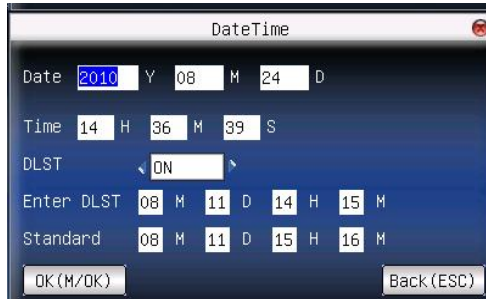 DateTime
Date 2010 Y 08 M 24 D
Time 14 H 36 M 39 S
DLST ON
Enter DLST 08 M 11 D 14 H 15 M
Standard 08 M 11 D 15 H 16 M
OK(M/OK) Back(ESC)